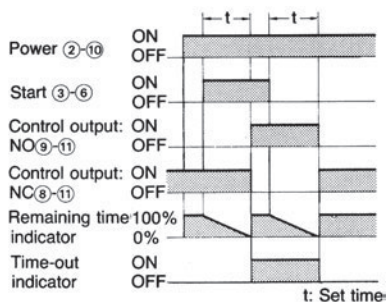 t t
Power ②-⑩ ON
OFF
Start ③-⑥ ON
OFF
Control output: ON
NO⑨-⑪ OFF
Control output: ON
NC⑧-⑪ OFF
Remaining time 100%
indicator 0%
Time-out ON
indicator OFF
t: Set time